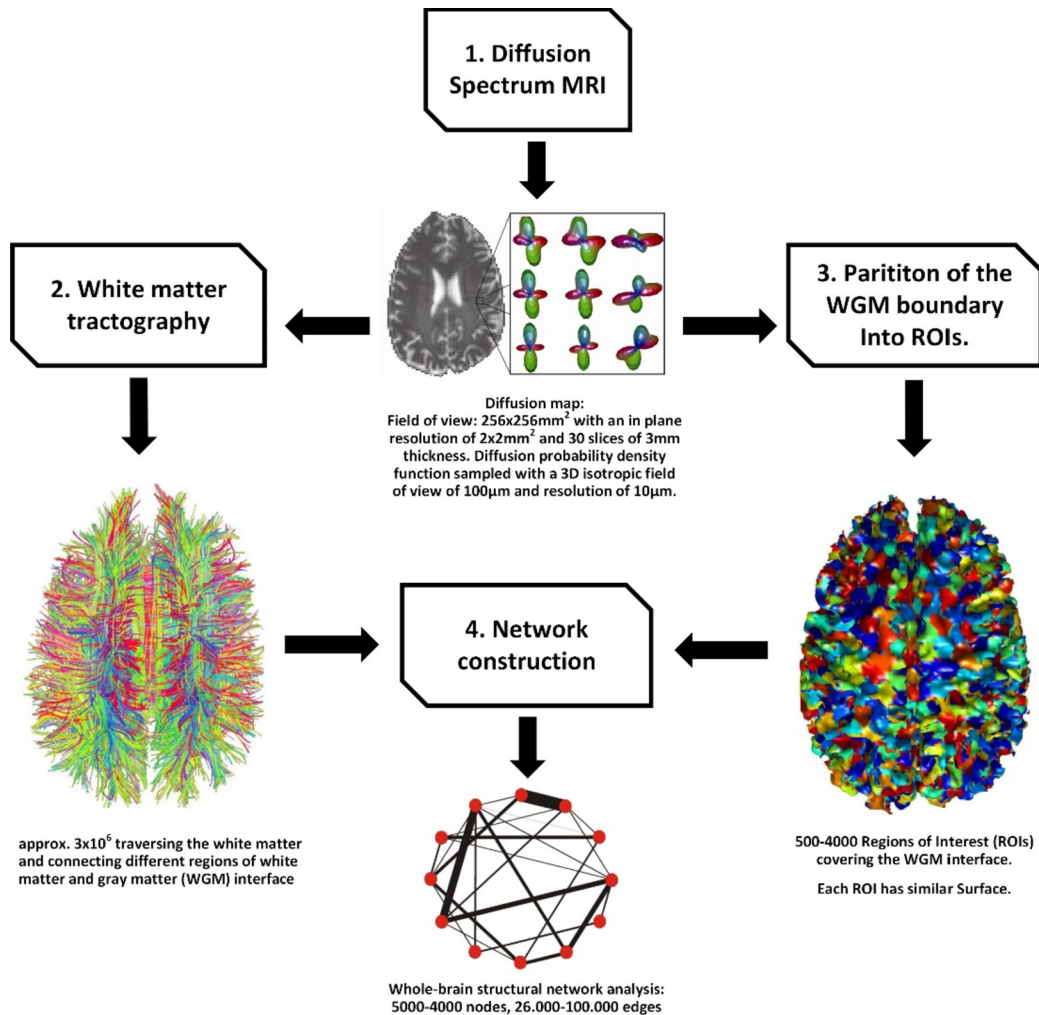 1. Diffusion
Spectrum MRI
2. White matter
tractography
3. Parititon of the
WGM boundary
Into ROIs.
Diffusion map:
Field of view: 256x256mm² with an in plane
resolution of 2x2mm² and 30 slices of 3mm
thickness. Diffusion probability density
function sampled with a 3D isotropic field
of view of 100µm and resolution of 10µm.
4. Network
construction
approx. 3x10⁶ traversing the white matter
and connecting different regions of white
matter and gray matter (WGM) interface
500-4000 Regions of Interest (ROIs)
covering the WGM interface.
Each ROI has similar Surface.
Whole-brain structural network analysis:
5000-4000 nodes, 26.000-100.000 edges